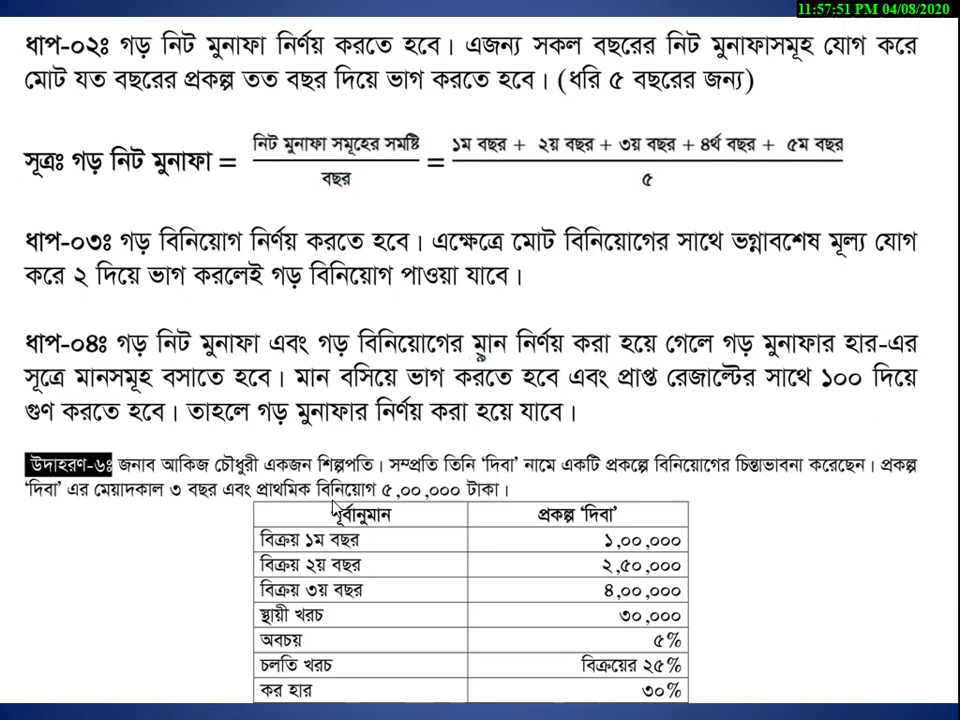 11:57:51 PM 04/08/2020
ধাপ-০২ঃ গড় নিট মুনাফা নির্ণয় করতে হবে। এজন্য সকল বছরের নিট মুনাফাসমূহ যোগ করে
মোট যত বছরের প্রকল্প তত বছর দিয়ে ভাগ করতে হবে। (ধরি ৫ বছরের জন্য)
সূত্রঃ গড় নিট মুনাফা = নিট মুনাফা সমূহের সমষ্টি / বছর = ১ম বছর + ২য় বছর + ৩য় বছর + ৪র্থ বছর + ৫ম বছর / ৫
ধাপ-০৩ঃ গড় বিনিয়োগ নির্ণয় করতে হবে। এক্ষেত্রে মোট বিনিয়োগের সাথে ভগ্নাবশেষ মূল্য যোগ
করে ২ দিয়ে ভাগ করলেই গড় বিনিয়োগ পাওয়া যাবে।
ধাপ-০৪ঃ গড় নিট মুনাফা এবং গড় বিনিয়োগের মান নির্ণয় করা হয়ে গেলে গড় মুনাফার হার-এর
সূত্রে মানসমূহ বসাতে হবে। মান বসিয়ে ভাগ করতে হবে এবং প্রাপ্ত রেজাল্টের সাথে ১০০ দিয়ে
গুণ করতে হবে। তাহলে গড় মুনাফার নির্ণয় করা হয়ে যাবে।
উদাহরণ-৬ঃ জনাব আকিজ চৌধুরী একজন শিল্পপতি। সম্প্রতি তিনি ‘দিবা’ নামে একটি প্রকল্পে বিনিয়োগের চিন্তাভাবনা করেছেন। প্রকল্প
‘দিবা’ এর মেয়াদকাল ৩ বছর এবং প্রাথমিক বিনিয়োগ ৫,০০,০০০ টাকা।
পূর্বানুমান প্রকল্প ‘দিবা’
বিক্রয় ১ম বছর ১,০০,০০০
বিক্রয় ২য় বছর ২,৫০,০০০
বিক্রয় ৩য় বছর ৪,০০,০০০
স্থায়ী খরচ ৩০,০০০
অবচয় ৫%
চলতি খরচ বিক্রয়ের ২৫%
কর হার ৩০%